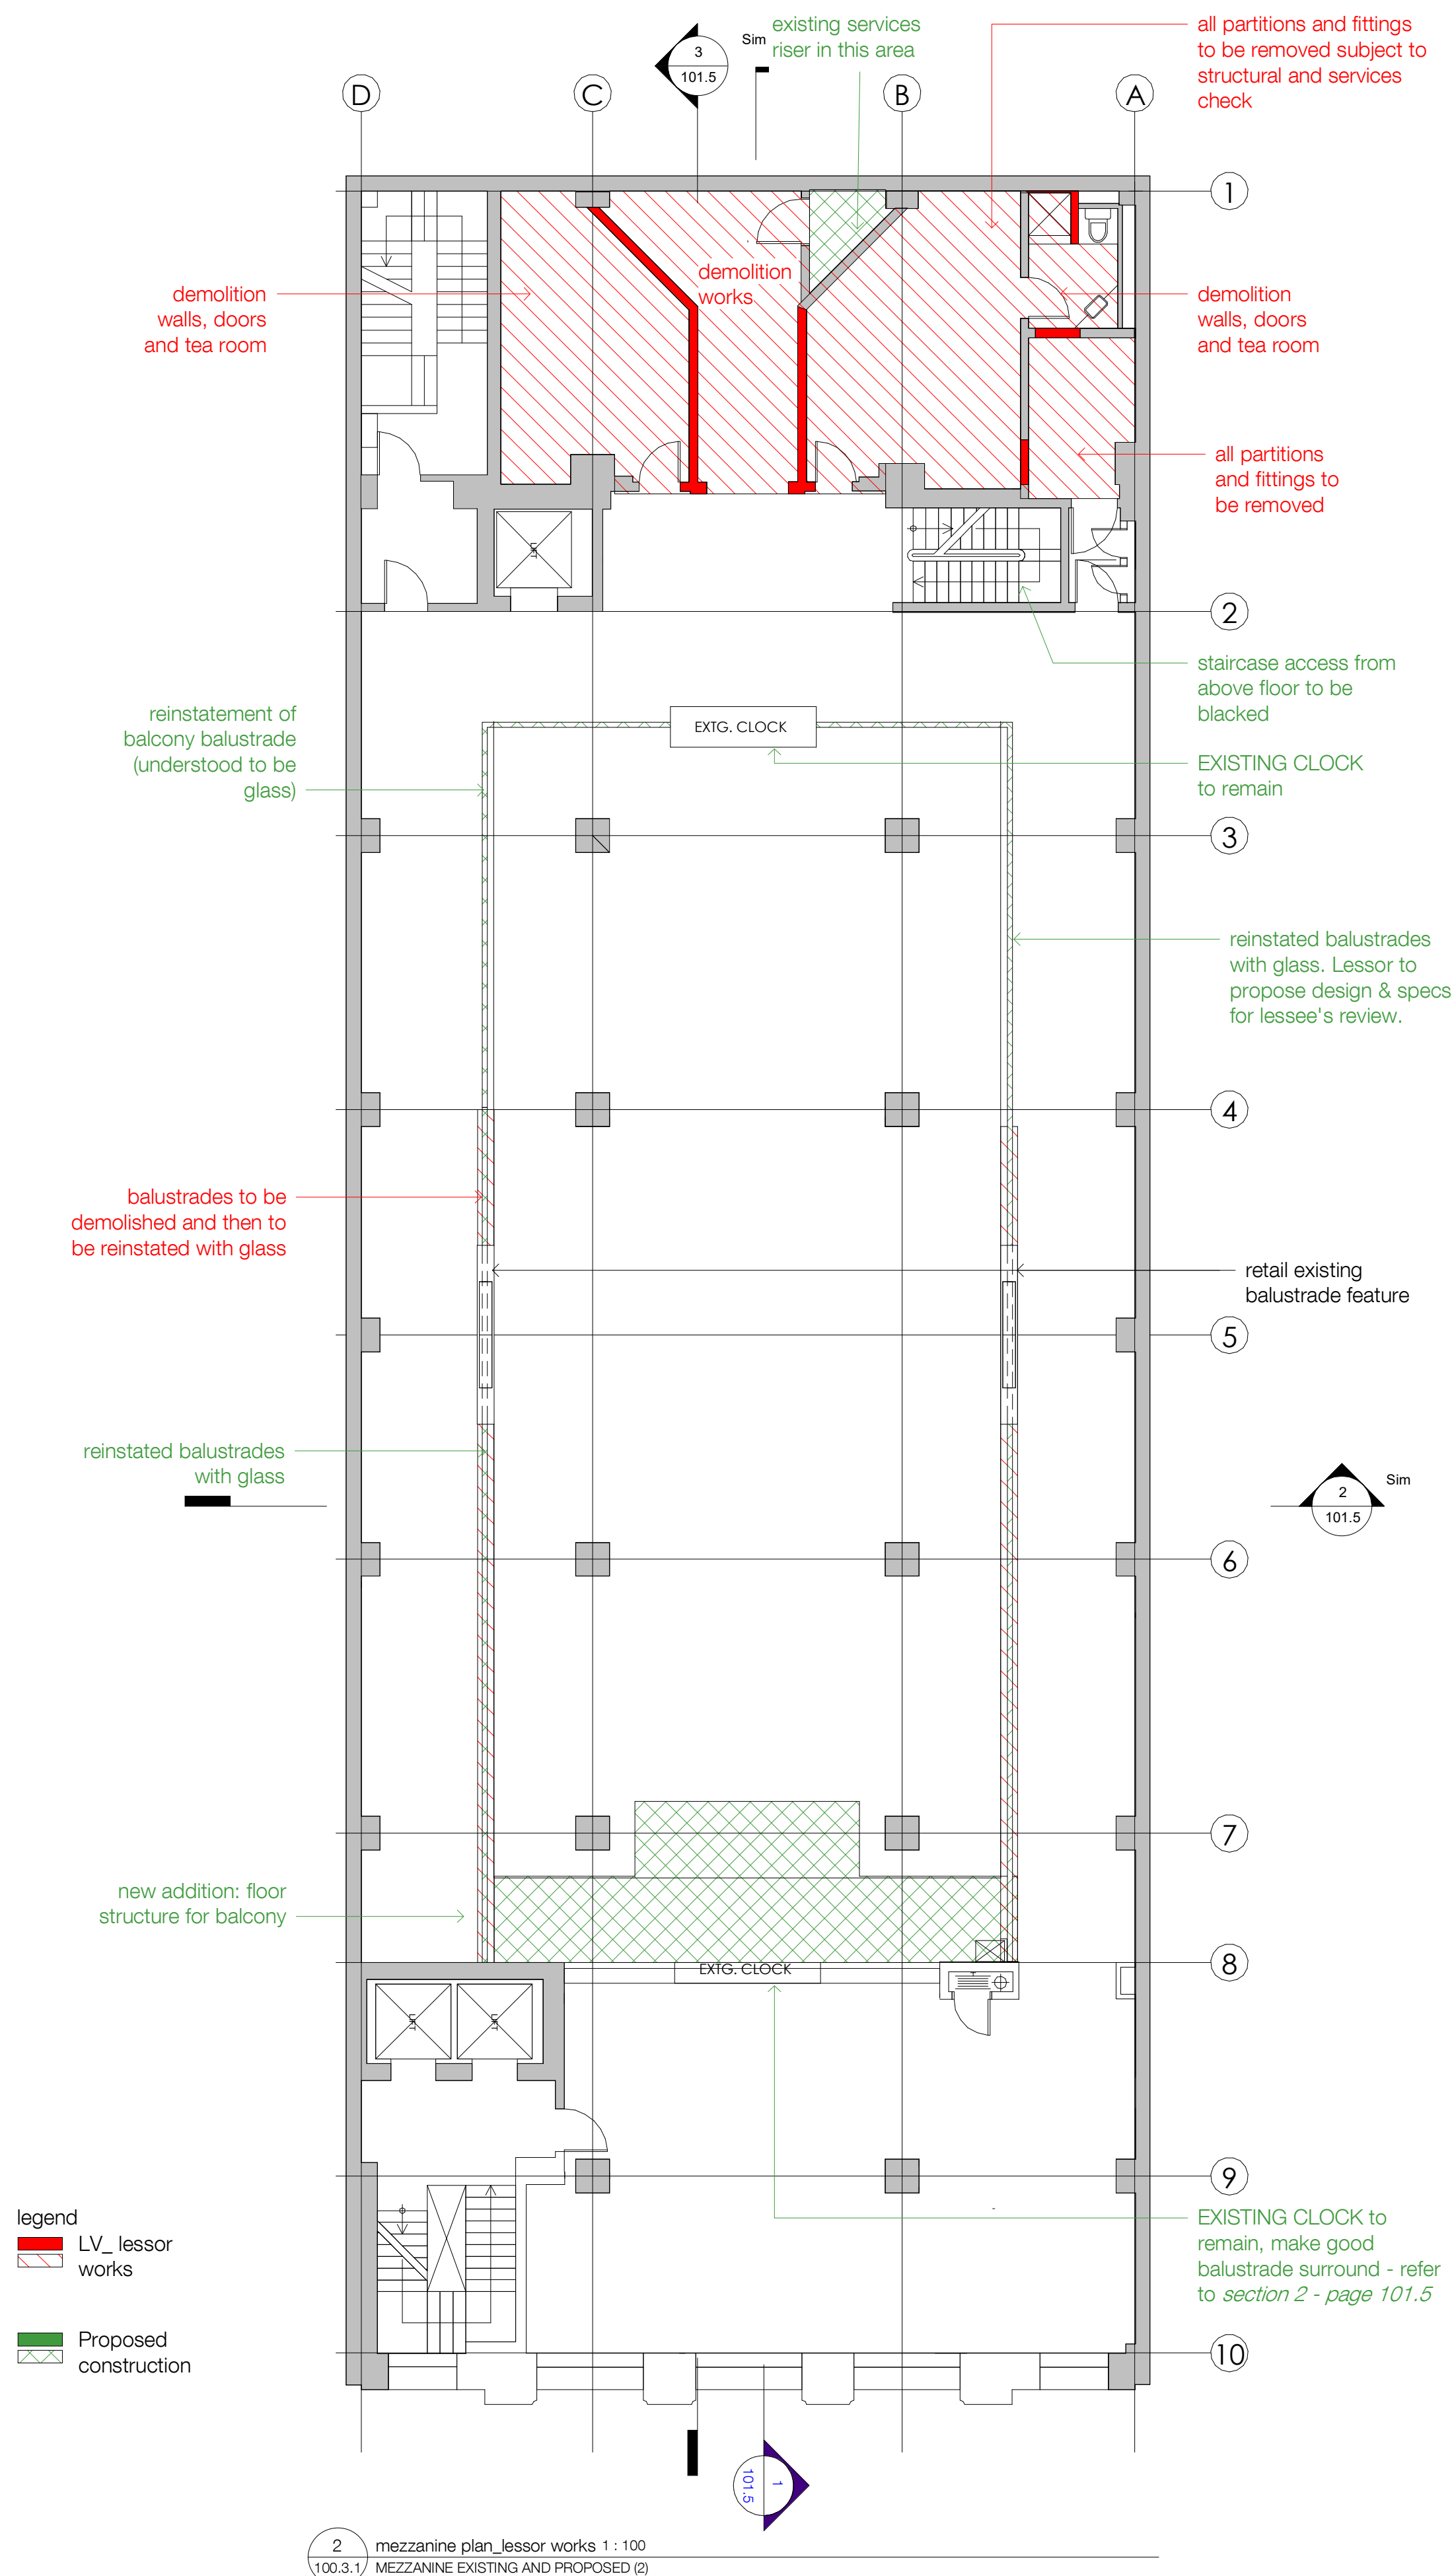 existing services
riser in this area
all partitions and fittings
to be removed subject to
structural and services
check
3
101.5
Sim
D
C
B
A
1
demolition
works
demolition
walls, doors
and tea room
demolition
walls, doors
and tea room
all partitions
and fittings to
be removed
LIFT
2
staircase access from
above floor to be
blacked
reinstatement of
balcony balustrade
(understood to be
glass)
EXTG. CLOCK
EXISTING CLOCK
to remain
3
reinstated balustrades
with glass. Lessor to
propose design & specs
for lessee's review.
4
balustrades to be
demolished and then to
be reinstated with glass
retail existing
balustrade feature
5
reinstated balustrades
with glass
2
101.5
Sim
6
7
new addition: floor
structure for balcony
8
EXTG. CLOCK
LIFT
LIFT
9
EXISTING CLOCK to
remain, make good
balustrade surround - refer
to section 2 - page 101.5
legend
LV_ lessor
works
Proposed
construction
10
1
101.5
2
100.3.1
mezzanine plan_lessor works 1 : 100
MEZZANINE EXISTING AND PROPOSED (2)